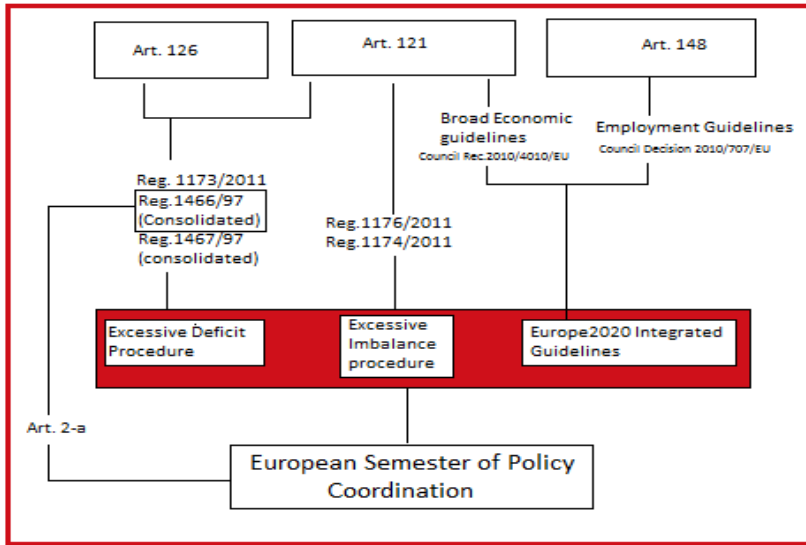 Art. 126
Art. 121
Art. 148
Broad Economic
guidelines
Council Rec.2010/4010/EU
Employment Guidelines
Council Decision 2010/707/EU
Reg. 1173/2011
Reg.1466/97
(Consolidated)
Reg.1467/97
(consolidated)
Reg.1176/2011
Reg.1174/2011
Excessive Deficit
Procedure
Excessive
Imbalance
procedure
Europe2020 Integrated
Guidelines
Art. 2-a
European Semester of Policy
Coordination